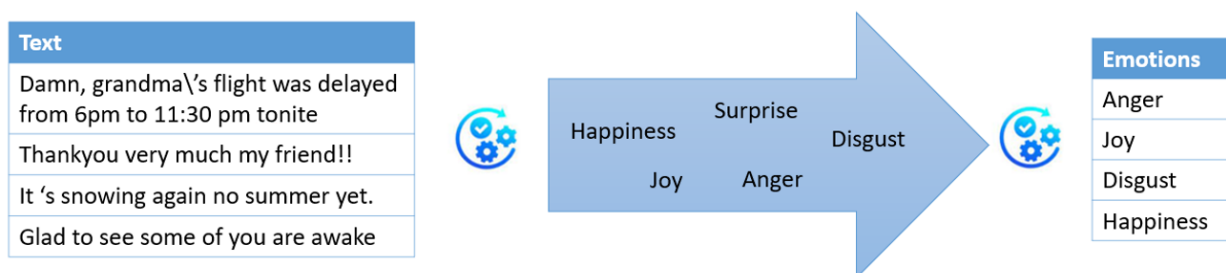 Text
Damn, grandma\'s flight was delayed
from 6pm to 11:30 pm tonite
Thankyou very much my friend!!
It ‘s snowing again no summer yet.
Glad to see some of you are awake
Surprise
Happiness
Disgust
Joy
Anger
Emotions
Anger
Joy
Disgust
Happiness